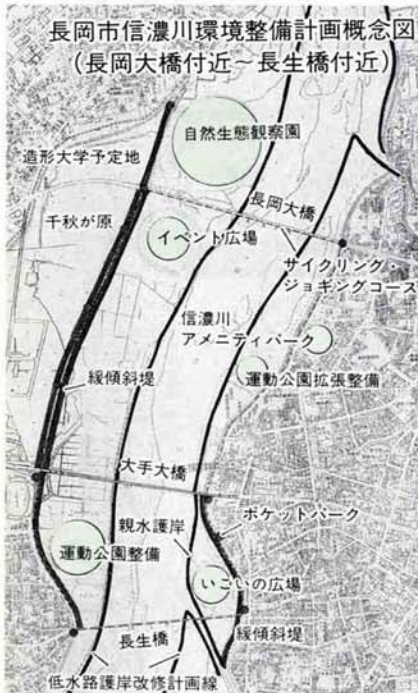 長岡市信濃川環境整備計画概念図
（長岡大橋付近～長生橋付近）
自然生態観察園
造形大学予定地
千秋が原
長岡大橋
イベント広場
サイクリング・
ジョギングコース
信濃川
アメニティパーク
緩傾斜堤
運動公園拡張整備
大手大橋
ポケットパーク
親水護岸
運動公園整備
いこいの広場
緩傾斜堤
長生橋
低水路護岸改修計画線